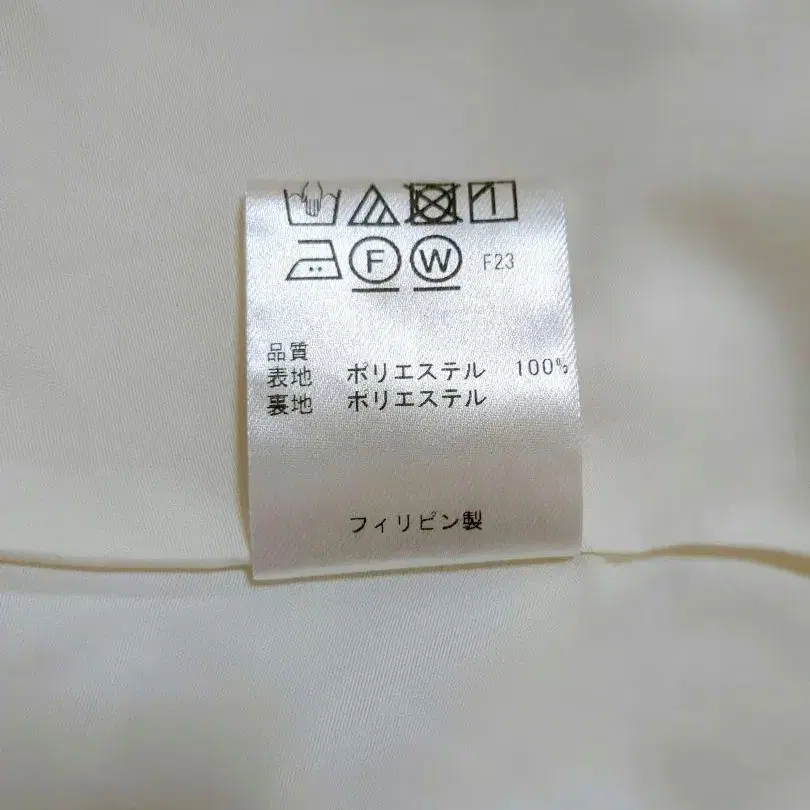 F W F23
品質
表地 ポリエステル 100%
裏地 ポリエステル
フィリピン製